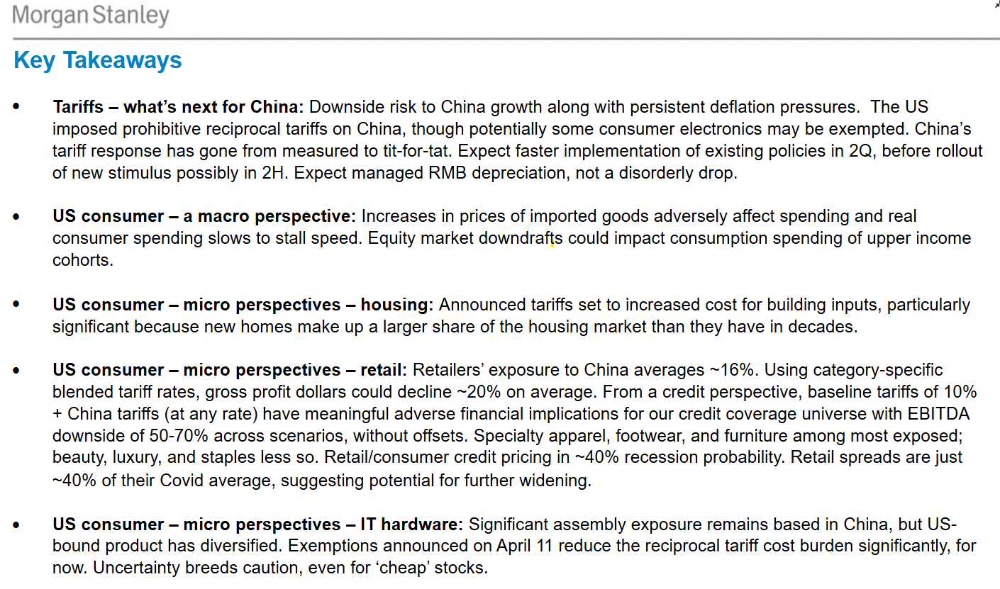 Morgan Stanley
Key Takeaways
• Tariffs – what’s next for China: Downside risk to China growth along with persistent deflation pressures.  The US
imposed prohibitive reciprocal tariffs on China, though potentially some consumer electronics may be exempted. China’s
tariff response has gone from measured to tit-for-tat. Expect faster implementation of existing policies in 2Q, before rollout
of new stimulus possibly in 2H. Expect managed RMB depreciation, not a disorderly drop.
• US consumer – a macro perspective: Increases in prices of imported goods adversely affect spending and real
consumer spending slows to stall speed. Equity market downdrafts could impact consumption spending of upper income
cohorts.
• US consumer – micro perspectives – housing: Announced tariffs set to increased cost for building inputs, particularly
significant because new homes make up a larger share of the housing market than they have in decades.
• US consumer – micro perspectives – retail: Retailers’ exposure to China averages ~16%. Using category-specific
blended tariff rates, gross profit dollars could decline ~20% on average. From a credit perspective, baseline tariffs of 10%
+ China tariffs (at any rate) have meaningful adverse financial implications for our credit coverage universe with EBITDA
downside of 50-70% across scenarios, without offsets. Specialty apparel, footwear, and furniture among most exposed;
beauty, luxury, and staples less so. Retail/consumer credit pricing in ~40% recession probability. Retail spreads are just
~40% of their Covid average, suggesting potential for further widening.
• US consumer – micro perspectives – IT hardware: Significant assembly exposure remains based in China, but US-
bound product has diversified. Exemptions announced on April 11 reduce the reciprocal tariff cost burden significantly, for
now. Uncertainty breeds caution, even for ‘cheap’ stocks.